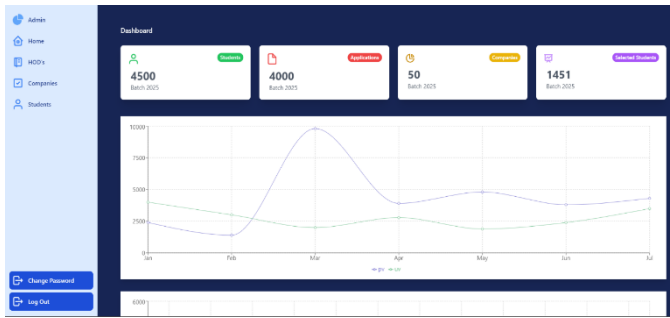 Admin
Home
HOD's
Companies
Students
Change Password
Log Out
Dashboard
Students
4500
Batch 2025
Applications
4000
Batch 2025
Companies
50
Batch 2025
Selected Students
1451
Batch 2025
10000
7500
5000
2500
0
Jan Feb Mar Apr May Jun Jul
pv uv
6000